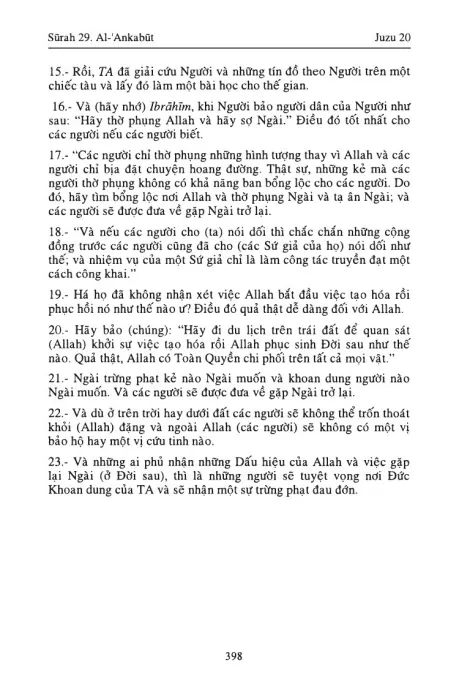 Sūrah 29. Al-'Ankabūt Juzu 20
15.- Rồi, TA đã giải cứu Người và những tín đồ theo Người trên một
chiếc tàu và lấy đó làm một bài học cho thế gian.
16.- Và (hãy nhớ) Ibrāhīm, khi Người bảo người dân của Người như
sau: “Hãy thờ phụng Allah và hãy sợ Ngài.” Điều đó tốt nhất cho
các người nếu các người biết.
17.- “Các người chỉ thờ phụng những hình tượng thay vì Allah và các
người chỉ bịa đặt chuyện hoang đường. Thật sự, những kẻ mà các
người thờ phụng không có khả năng ban bổng lộc cho các người. Do
đó, hãy tìm bổng lộc nơi Allah và thờ phụng Ngài và tạ ân Ngài; và
các người sẽ được đưa về gặp Ngài trở lại.
18.- “Và nếu các người cho (ta) nói dối thì chắc chắn những cộng
đồng trước các người cũng đã cho (các Sứ giả của họ) nói dối như
thế; và nhiệm vụ của một Sứ giả chỉ là làm công tác truyền đạt một
cách công khai.”
19.- Há họ đã không nhận xét việc Allah bắt đầu việc tạo hóa rồi
phục hồi nó như thế nào ư? Điều đó quả thật dễ dàng đối với Allah.
20.- Hãy bảo (chúng): “Hãy đi du lịch trên trái đất để quan sát
(Allah) khởi sự việc tạo hóa rồi Allah phục sinh Đời sau như thế
nào. Quả thật, Allah có Toàn Quyền chi phối trên tất cả mọi vật.”
21.- Ngài trừng phạt kẻ nào Ngài muốn và khoan dung người nào
Ngài muốn. Và các người sẽ được đưa về gặp Ngài trở lại.
22.- Và dù ở trên trời hay dưới đất các người sẽ không thể trốn thoát
khỏi (Allah) đặng và ngoài Allah (các người) sẽ không có một vị
bảo hộ hay một vị cứu tinh nào.
23.- Và những ai phủ nhận những Dấu hiệu của Allah và việc gặp
lại Ngài (ở Đời sau), thì là những người sẽ tuyệt vọng nơi Đức
Khoan dung của TA và sẽ nhận một sự trừng phạt đau đớn.
398